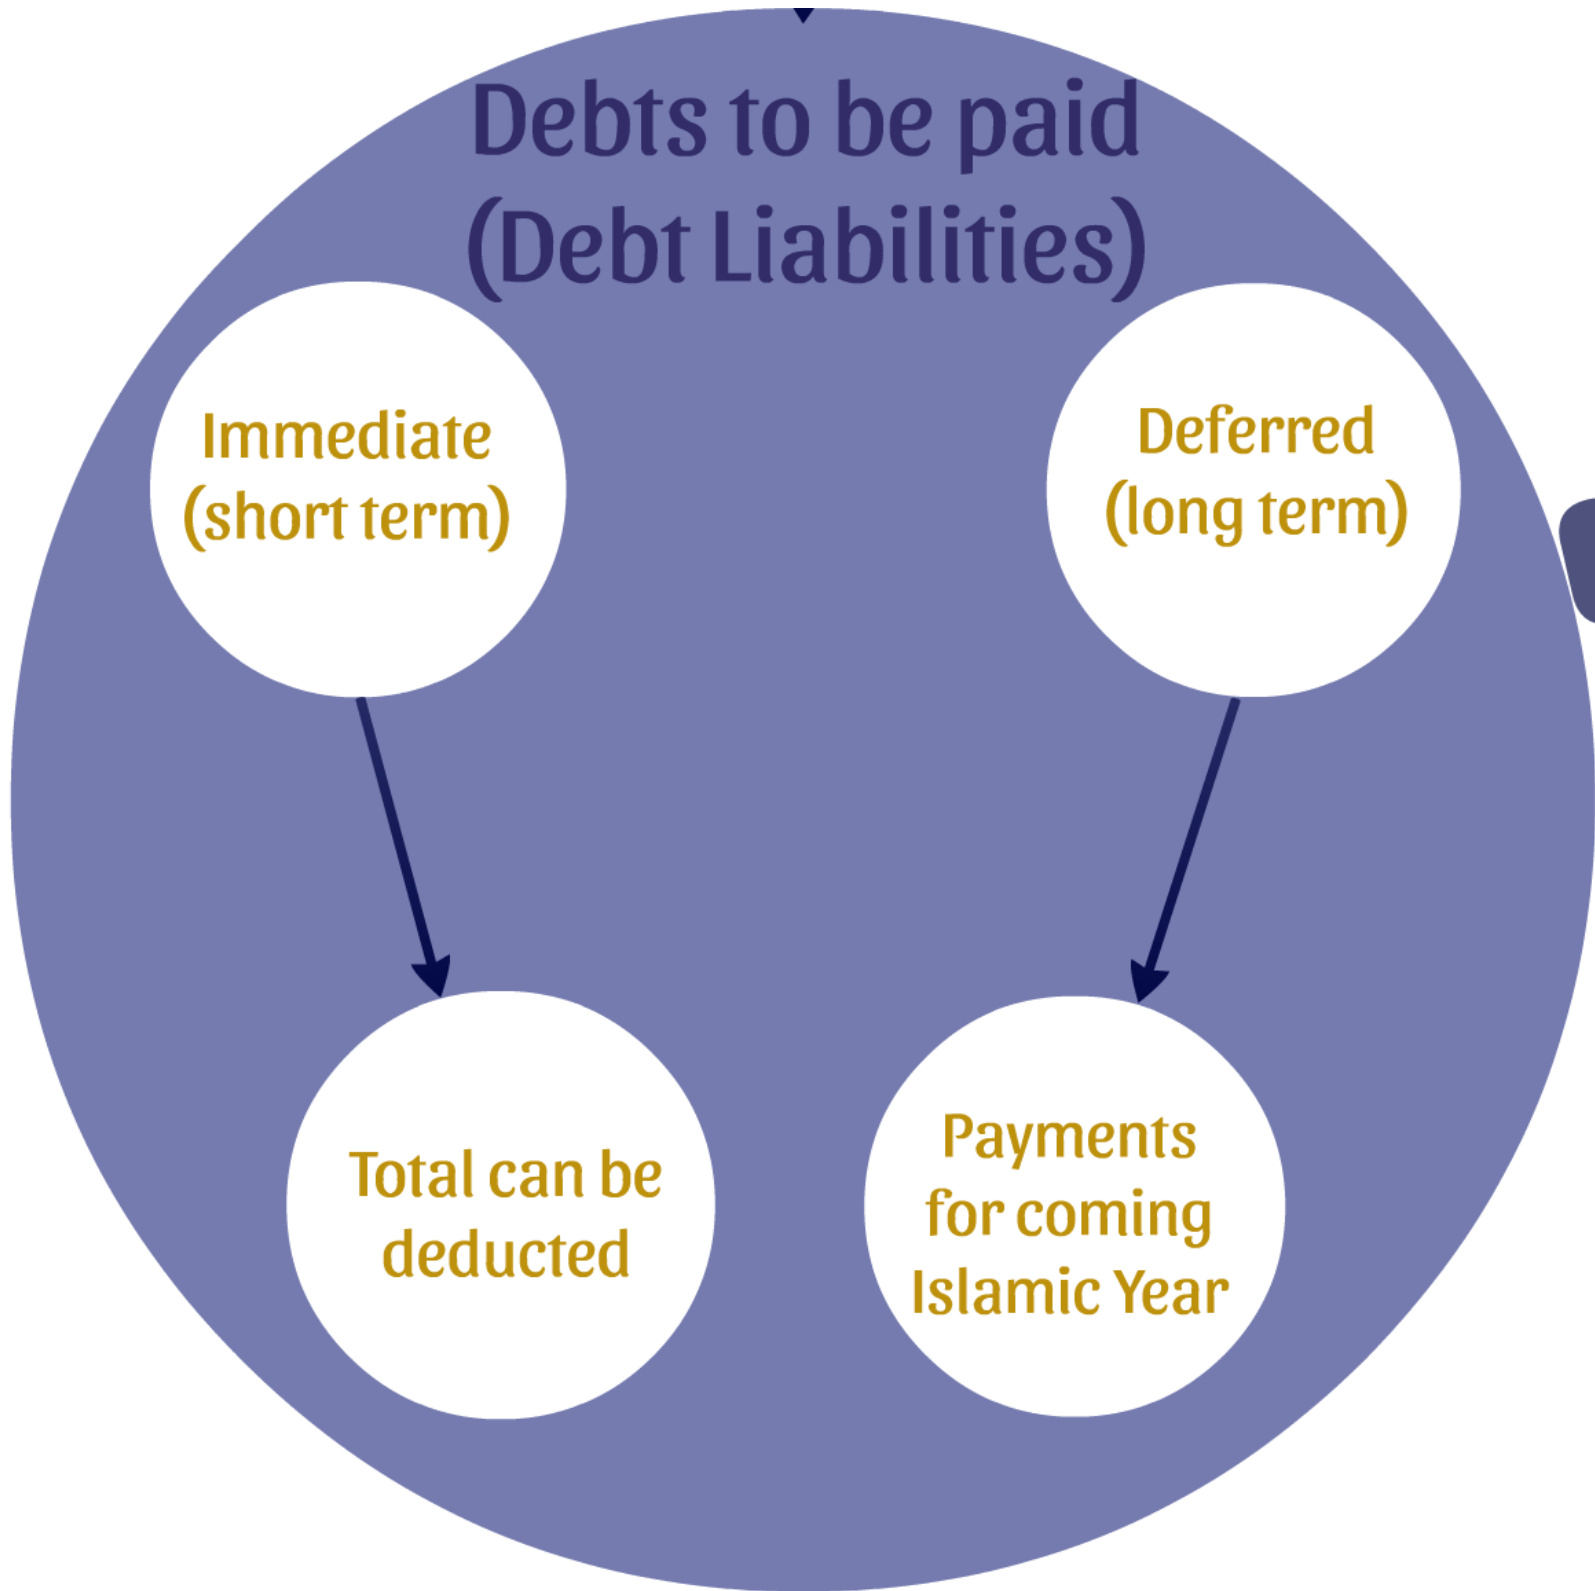 Debts to be paid
(Debt Liabilities)
Immediate
(short term)
Deferred
(long term)
Total can be
deducted
Payments
for coming
Islamic Year